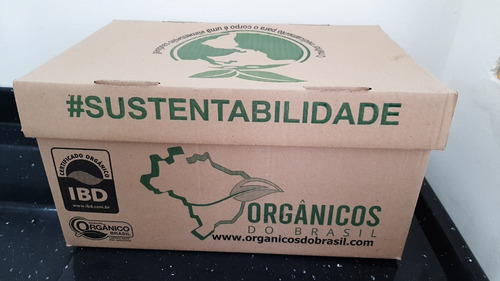 #SUSTENTABILIDADE
CERTIFICADO ORGÂNICO
IBD
www.ibd.com.br
ORGÂNICO
BRASIL
ORGÂNICOS
DO BRASIL
www.organicosdobrasil.com